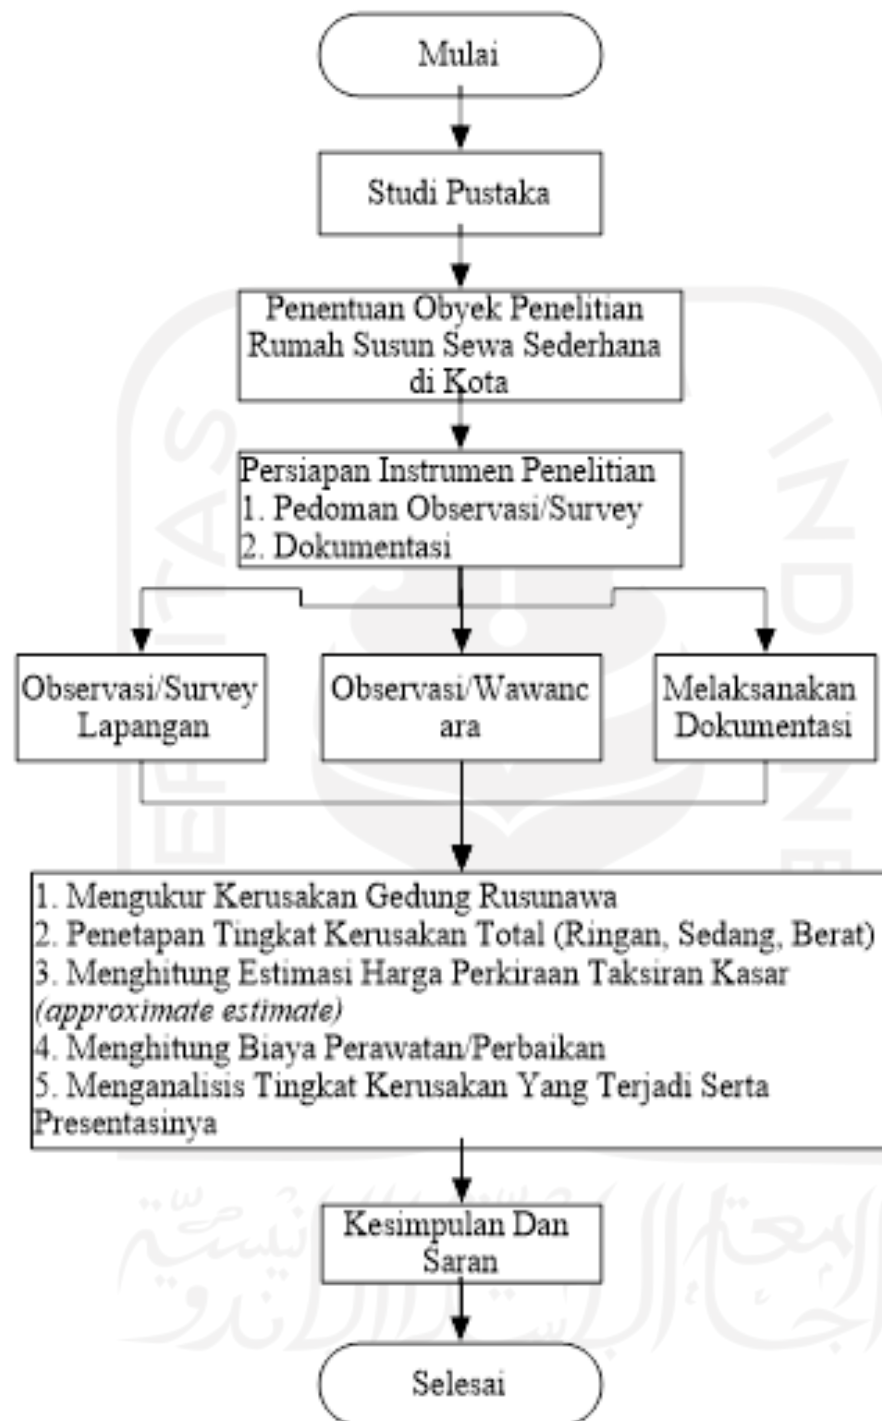 Mulai
Studi Pustaka
Penentuan Obyek Penelitian
Rumah Susun Sewa Sederhana
di Kota
Persiapan Instrumen Penelitian
1. Pedoman Observasi/Survey
2. Dokumentasi
Observasi/Survey
Lapangan
Observasi/Wawanc
ara
Melaksanakan
Dokumentasi
1. Mengukur Kerusakan Gedung Rusunawa
2. Penetapan Tingkat Kerusakan Total (Ringan, Sedang, Berat)
3. Menghitung Estimasi Harga Perkiraan Taksiran Kasar
(approximate estimate)
4. Menghitung Biaya Perawatan/Perbaikan
5. Menganalisis Tingkat Kerusakan Yang Terjadi Serta
Presentasinya
Kesimpulan Dan
Saran
Selesai